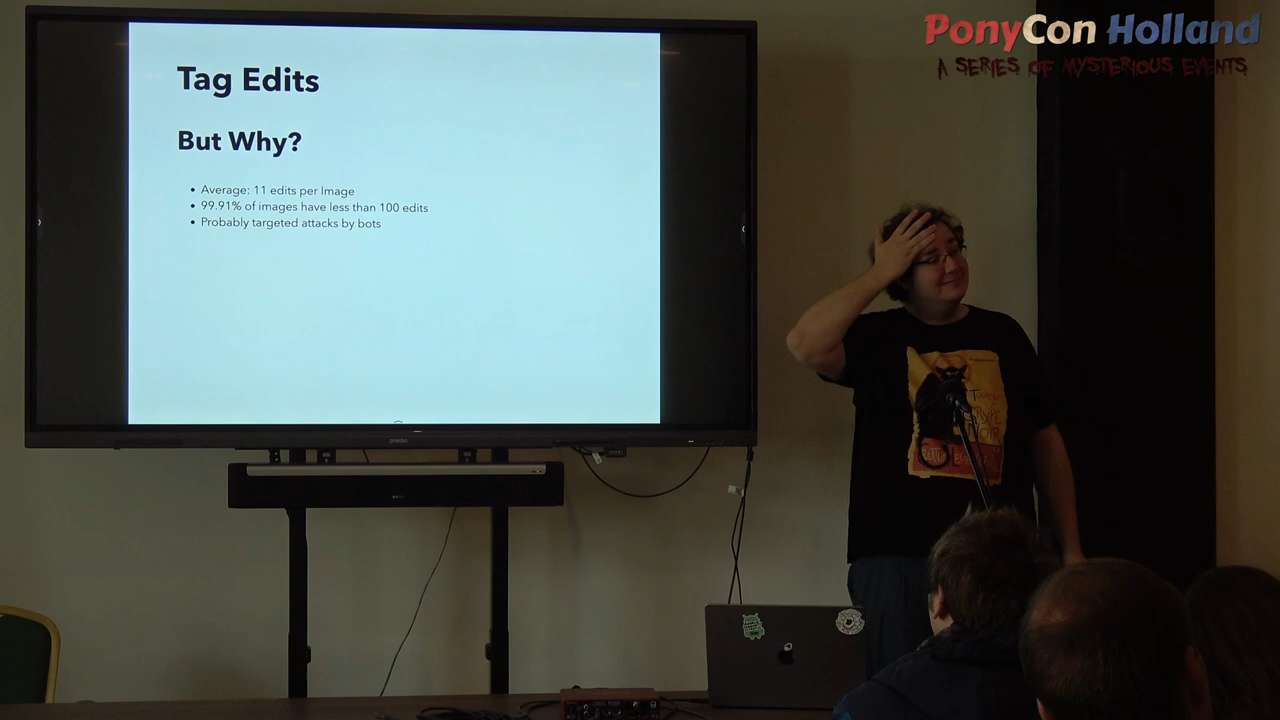 PonyCon Holland
A SERIES OF MYSTERIOUS EVENTS
Tag Edits
But Why?
• Average: 11 edits per Image
• 99.91% of images have less than 100 edits
• Probably targeted attacks by bots